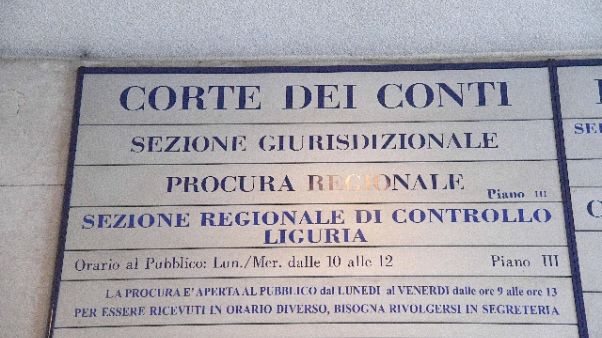 CORTE DEI CONTI
SEZIONE GIURISDIZIONALE
PROCURA REGIONALE
Piano III
SEZIONE REGIONALE DI CONTROLLO
LIGURIA
Orario al Pubblico: Lun./Mer. dalle 10 alle 12 Piano III
LA PROCURA E' APERTA AL PUBBLICO dal LUNEDI al VENERDI dalle ore 9 alle ore 13
PER ESSERE RICEVUTI IN ORARIO DIVERSO, BISOGNA RIVOLGERSI IN SEGRETERIA